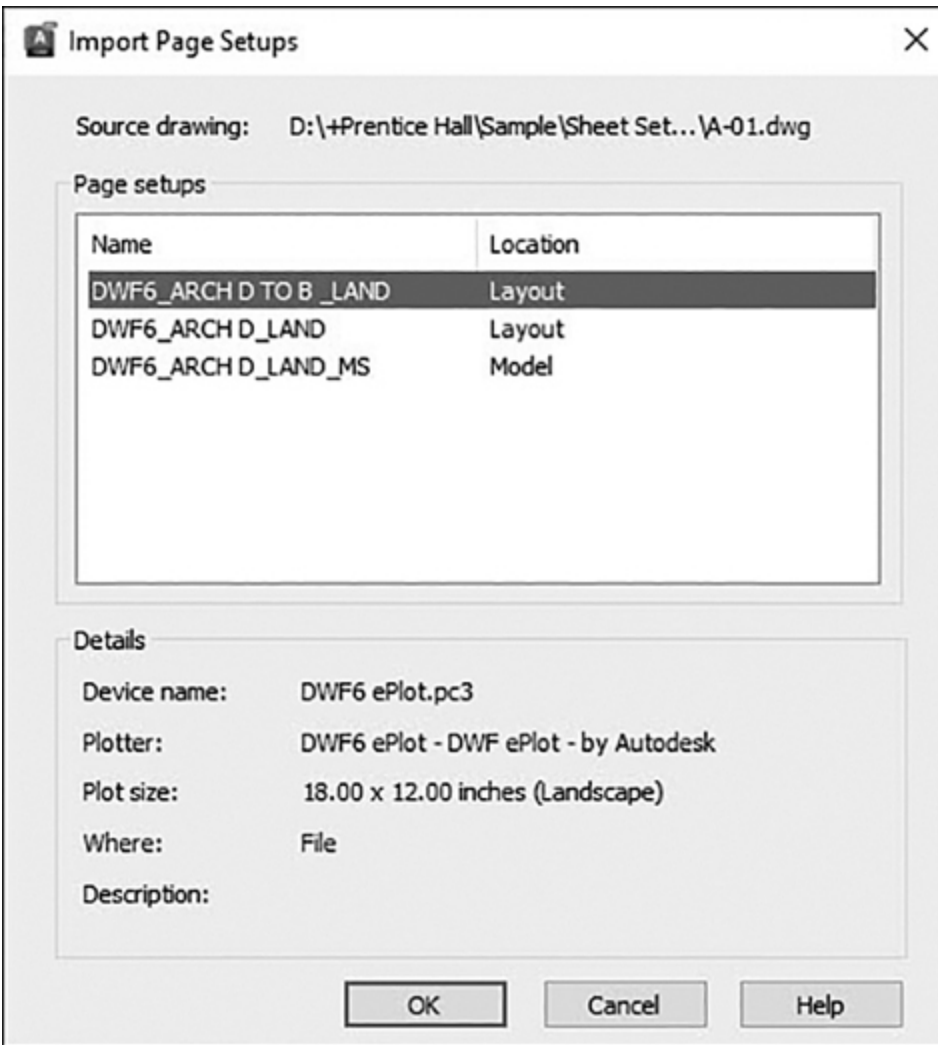 Import Page Setups
Source drawing: D:\+Prentice Hall\Sample\Sheet Set...\A-01.dwg
Page setups
Name Location
DWF6_ARCH D TO B _LAND Layout
DWF6_ARCH D_LAND Layout
DWF6_ARCH D_LAND_MS Model
Details
Device name: DWF6 ePlot.pc3
Plotter: DWF6 ePlot - DWF ePlot - by Autodesk
Plot size: 18.00 x 12.00 inches (Landscape)
Where: File
Description:
OK Cancel Help